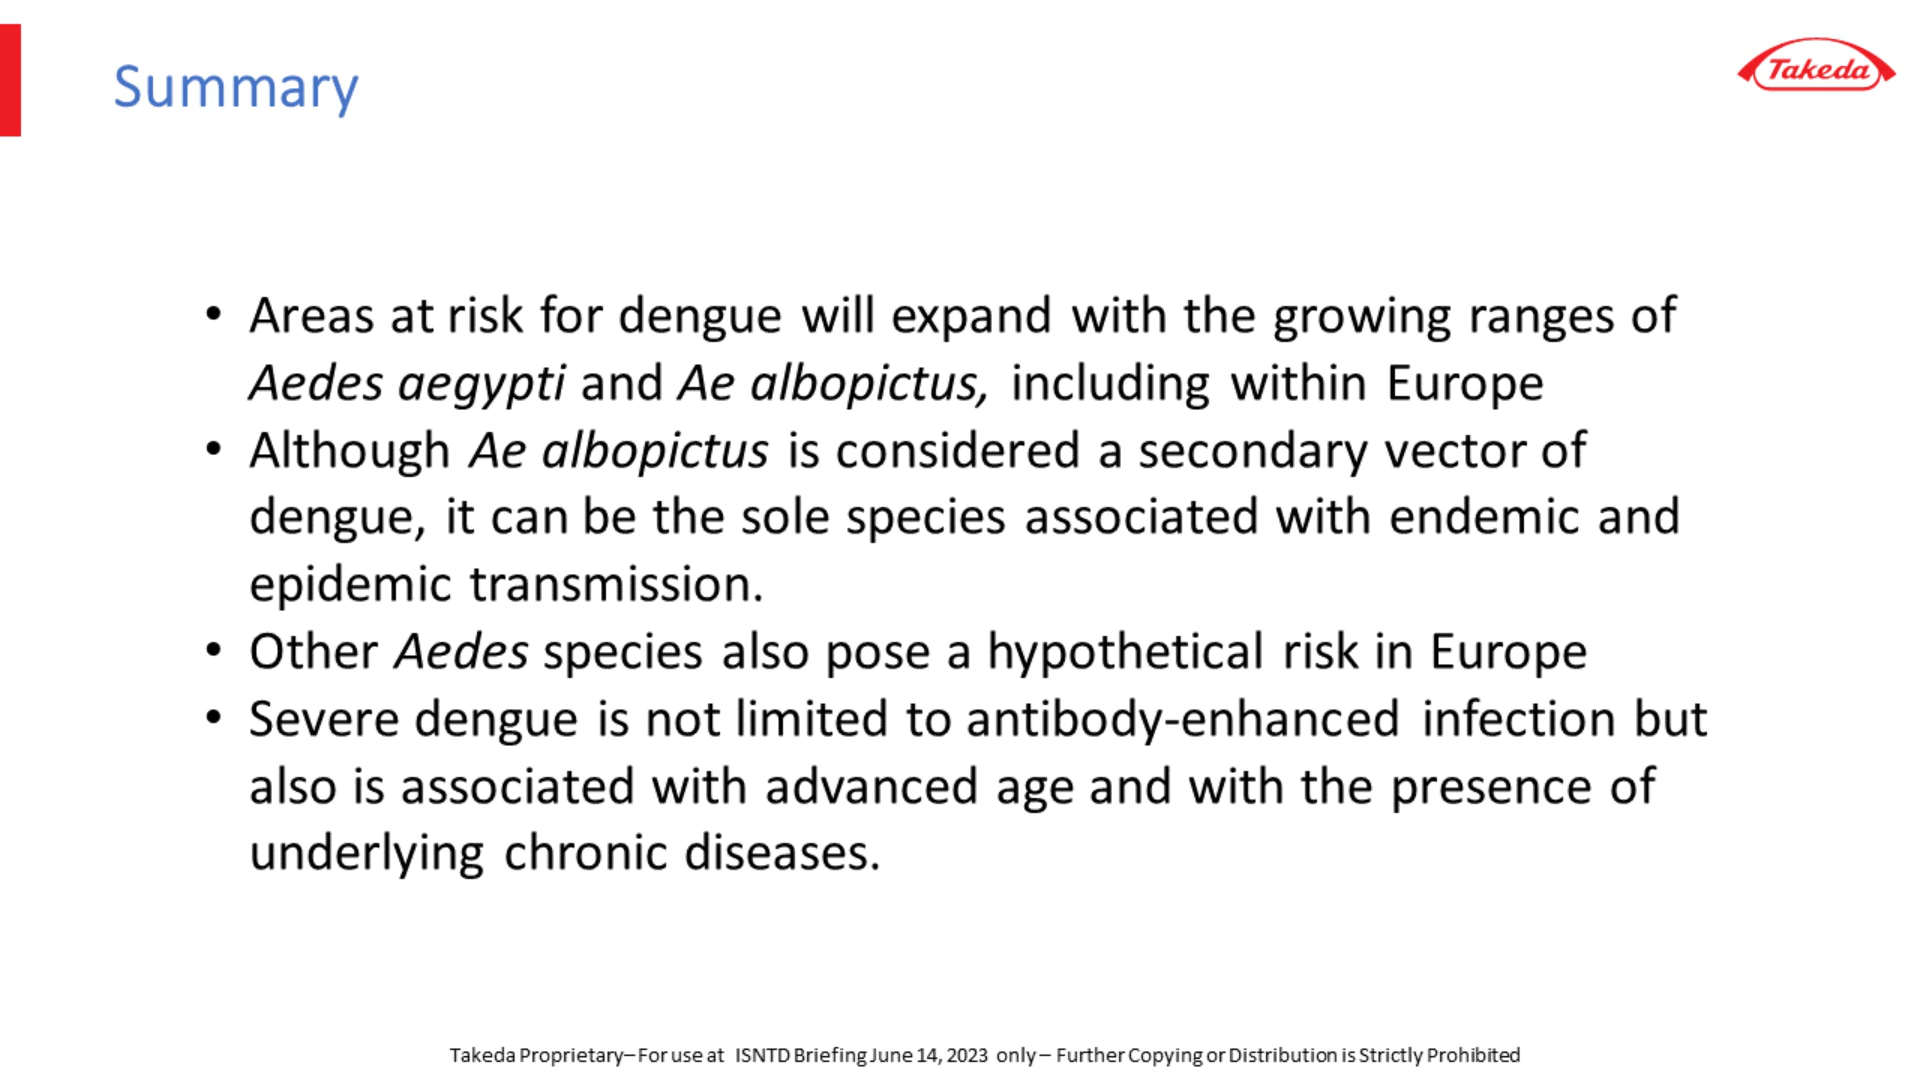 Summary
Takeda
• Areas at risk for dengue will expand with the growing ranges of
Aedes aegypti and Ae albopictus, including within Europe
• Although Ae albopictus is considered a secondary vector of
dengue, it can be the sole species associated with endemic and
epidemic transmission.
• Other Aedes species also pose a hypothetical risk in Europe
• Severe dengue is not limited to antibody-enhanced infection but
also is associated with advanced age and with the presence of
underlying chronic diseases.
Takeda Proprietary– For use at ISNTD Briefing June 14, 2023 only – Further Copying or Distribution is Strictly Prohibited